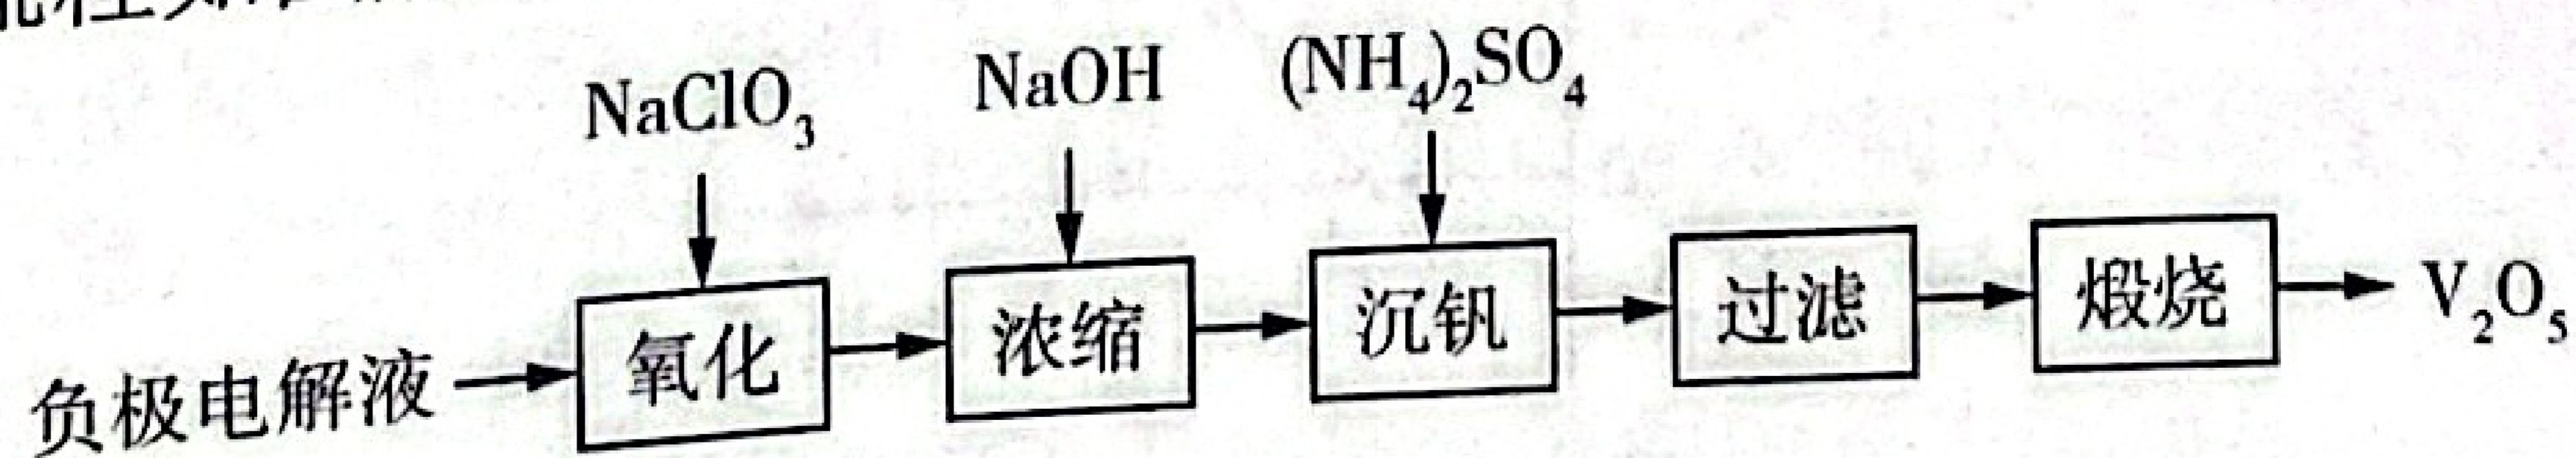 NaClO₃ NaOH (NH₄)₂SO₄
负极电解液 氧化 浓缩 沉钒 过滤 煅烧 V₂O₅